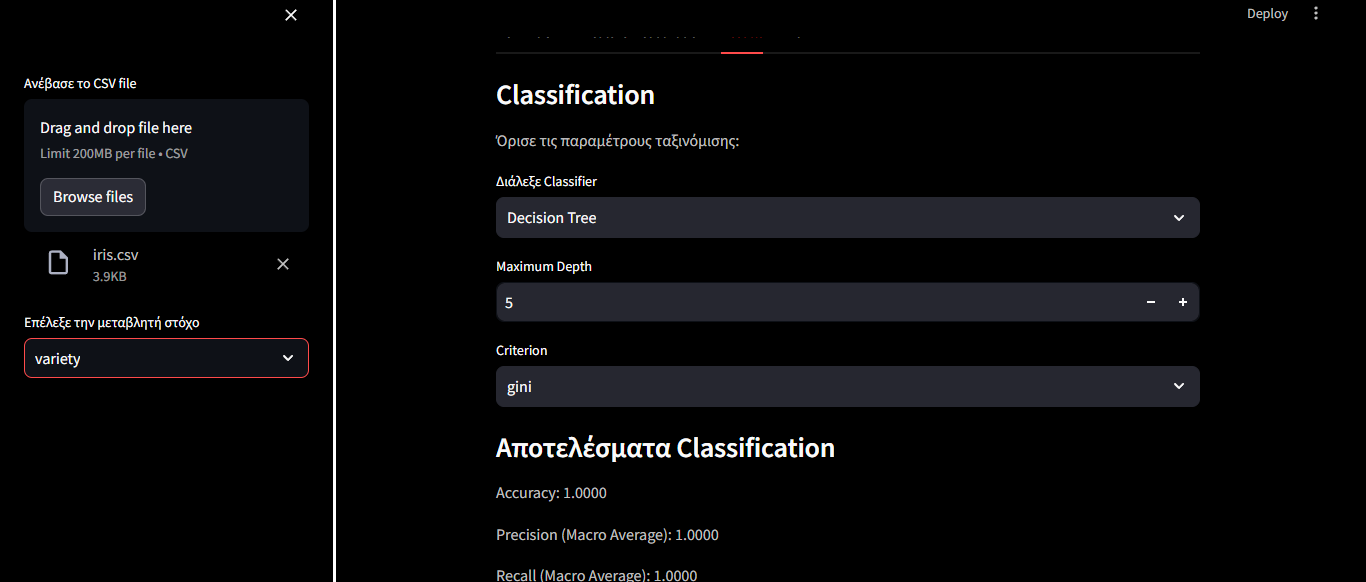 Deploy
Ανέβασε το CSV file
Drag and drop file here
Limit 200MB per file • CSV
Browse files
iris.csv
3.9KB
Επέλεξε την μεταβλητή στόχο
variety
Classification
Όρισε τις παραμέτρους ταξινόμισης:
Διάλεξε Classifier
Decision Tree
Maximum Depth
5
Criterion
gini
Αποτελέσματα Classification
Accuracy: 1.0000
Precision (Macro Average): 1.0000
Recall (Macro Average): 1.0000